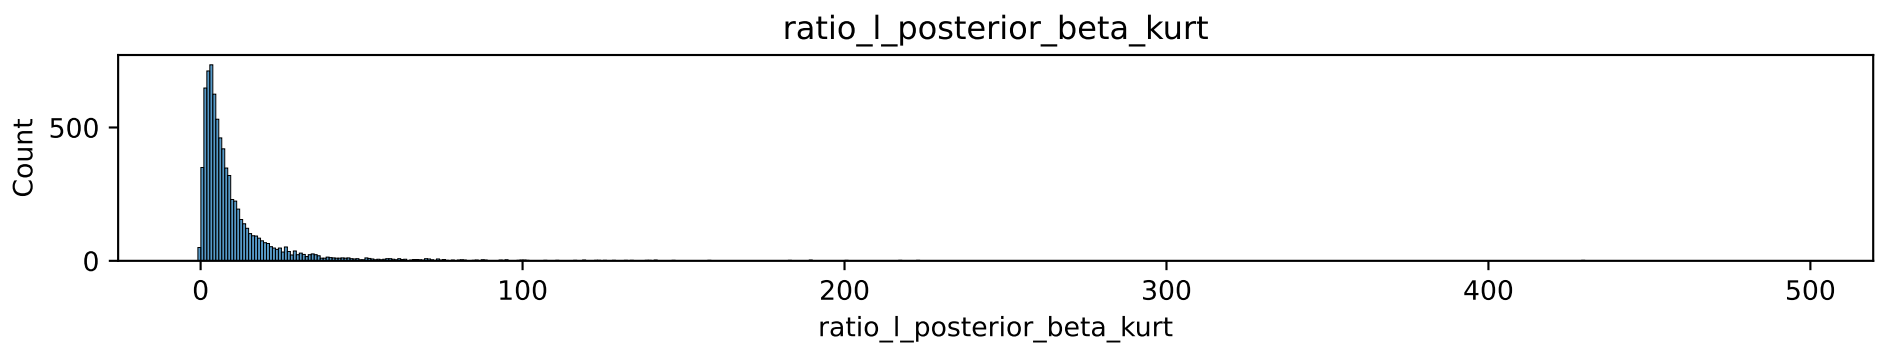 ratio_l_posterior_beta_kurt
Count
500
0
0 100 200 300 400 500
ratio_l_posterior_beta_kurt